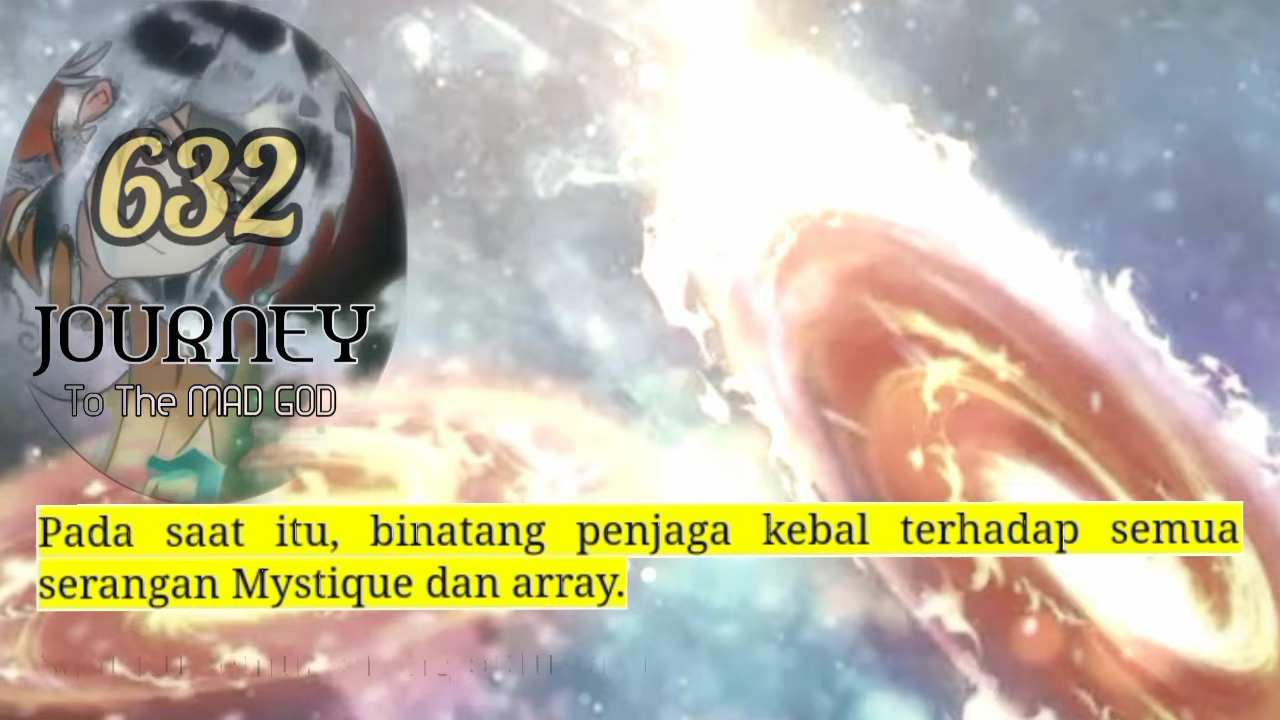 632
JOURNEY
To The MAD GOD
Pada saat itu, binatang penjaga kebal terhadap semua
serangan Mystique dan array.